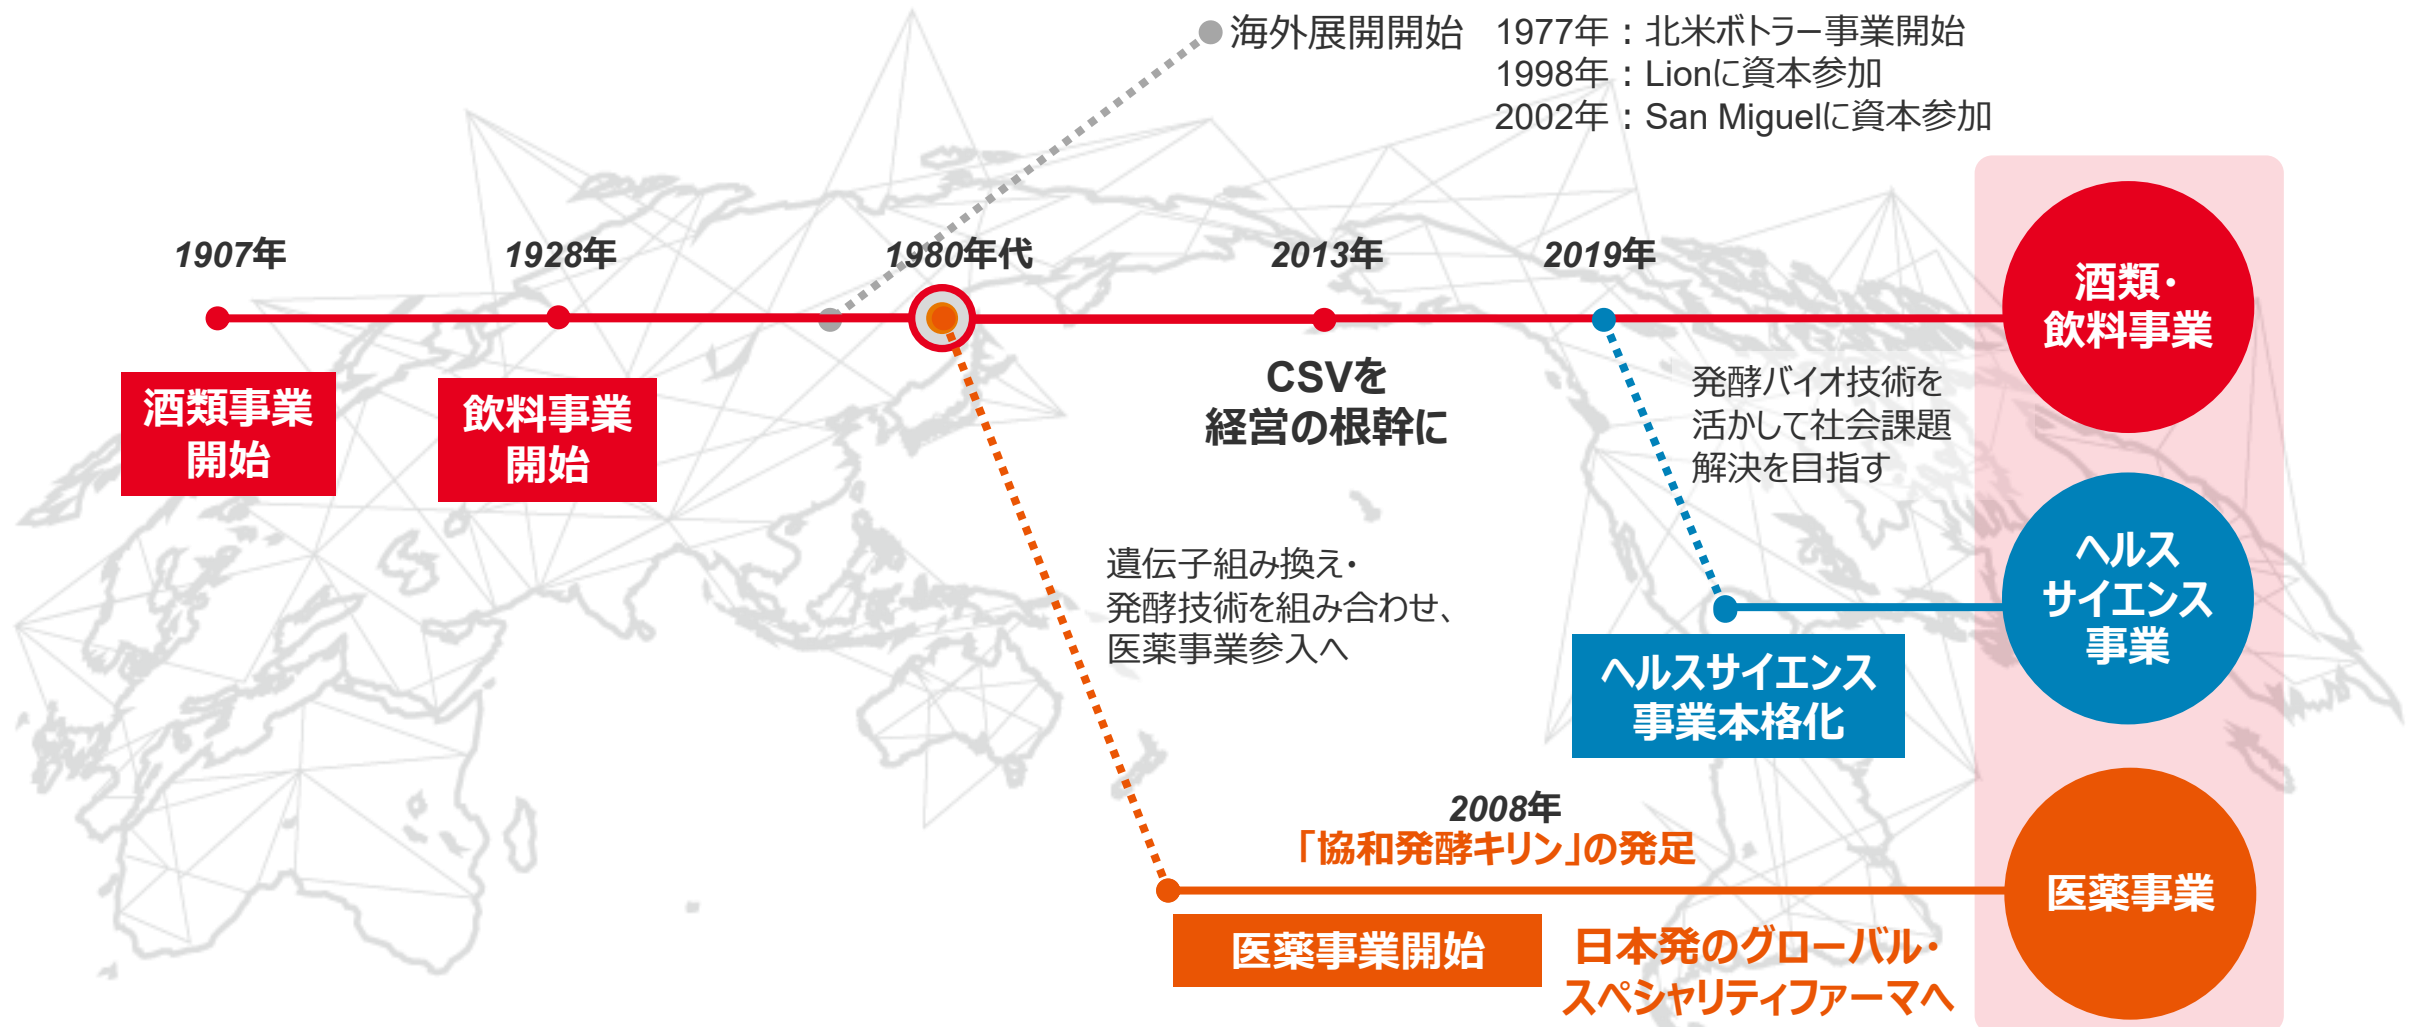 海外展開開始
1977年：北米ボトラー事業開始
1998年：Lionに資本参加
2002年：San Miguelに資本参加
1907年
1928年
1980年代
2013年
2019年
酒類事業
開始
飲料事業
開始
CSVを
経営の根幹に
発酵バイオ技術を
活かして社会課題
解決を目指す
酒類・
飲料事業
遺伝子組み換え・
発酵技術を組み合わせ、
医薬事業参入へ
ヘルスサイエンス
事業本格化
ヘルス
サイエンス
事業
2008年
「協和発酵キリン」の発足
医薬事業開始
日本発のグローバル・
スペシャリティファーマへ
医薬事業